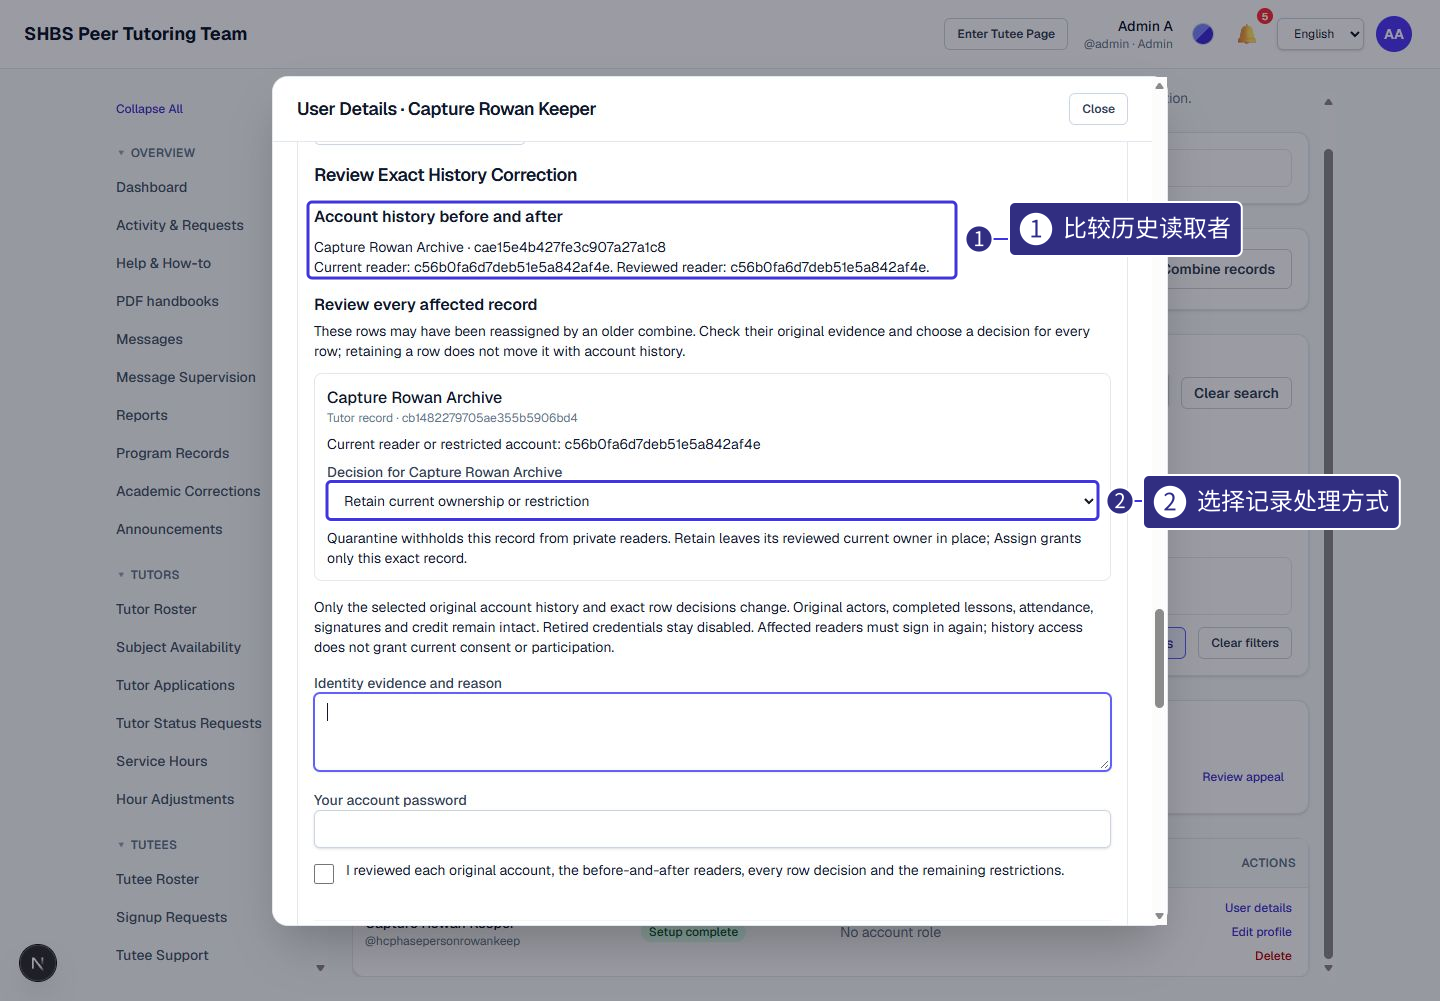 SHBS Peer Tutoring Team
Enter Tutee Page
Admin A
@admin · Admin
5
English
AA
Collapse All
OVERVIEW
Dashboard
Activity & Requests
Help & How-to
PDF handbooks
Messages
Message Supervision
Reports
Program Records
Academic Corrections
Announcements
TUTORS
Tutor Roster
Subject Availability
Tutor Applications
Tutor Status Requests
Service Hours
Hour Adjustments
TUTEES
Tutee Roster
Signup Requests
Tutee Support
N
User Details · Capture Rowan Keeper
Close
Review Exact History Correction
Account history before and after
Capture Rowan Archive · cae15e4b427fe3c907a27a1c8
Current reader: c56b0fa6d7deb51e5a842af4e. Reviewed reader: c56b0fa6d7deb51e5a842af4e.
1
1 比较历史读取者
Review every affected record
These rows may have been reassigned by an older combine. Check their original evidence and choose a decision for every
row; retaining a row does not move it with account history.
Capture Rowan Archive
Tutor record · cb1482279705ae355b5906bd4
Current reader or restricted account: c56b0fa6d7deb51e5a842af4e
Decision for Capture Rowan Archive
Retain current ownership or restriction
2
2 选择记录处理方式
Quarantine withholds this record from private readers. Retain leaves its reviewed current owner in place; Assign grants
only this exact record.
Only the selected original account history and exact row decisions change. Original actors, completed lessons, attendance,
signatures and credit remain intact. Retired credentials stay disabled. Affected readers must sign in again; history access
does not grant current consent or participation.
Identity evidence and reason
Your account password
I reviewed each original account, the before-and-after readers, every row decision and the remaining restrictions.
tion.
Combine records
Clear search
s
Clear filters
Review appeal
ACTIONS
Capture Rowan Keeper
@hcphasepersonrowankeep
Setup complete
No account role
User details
Edit profile
Delete